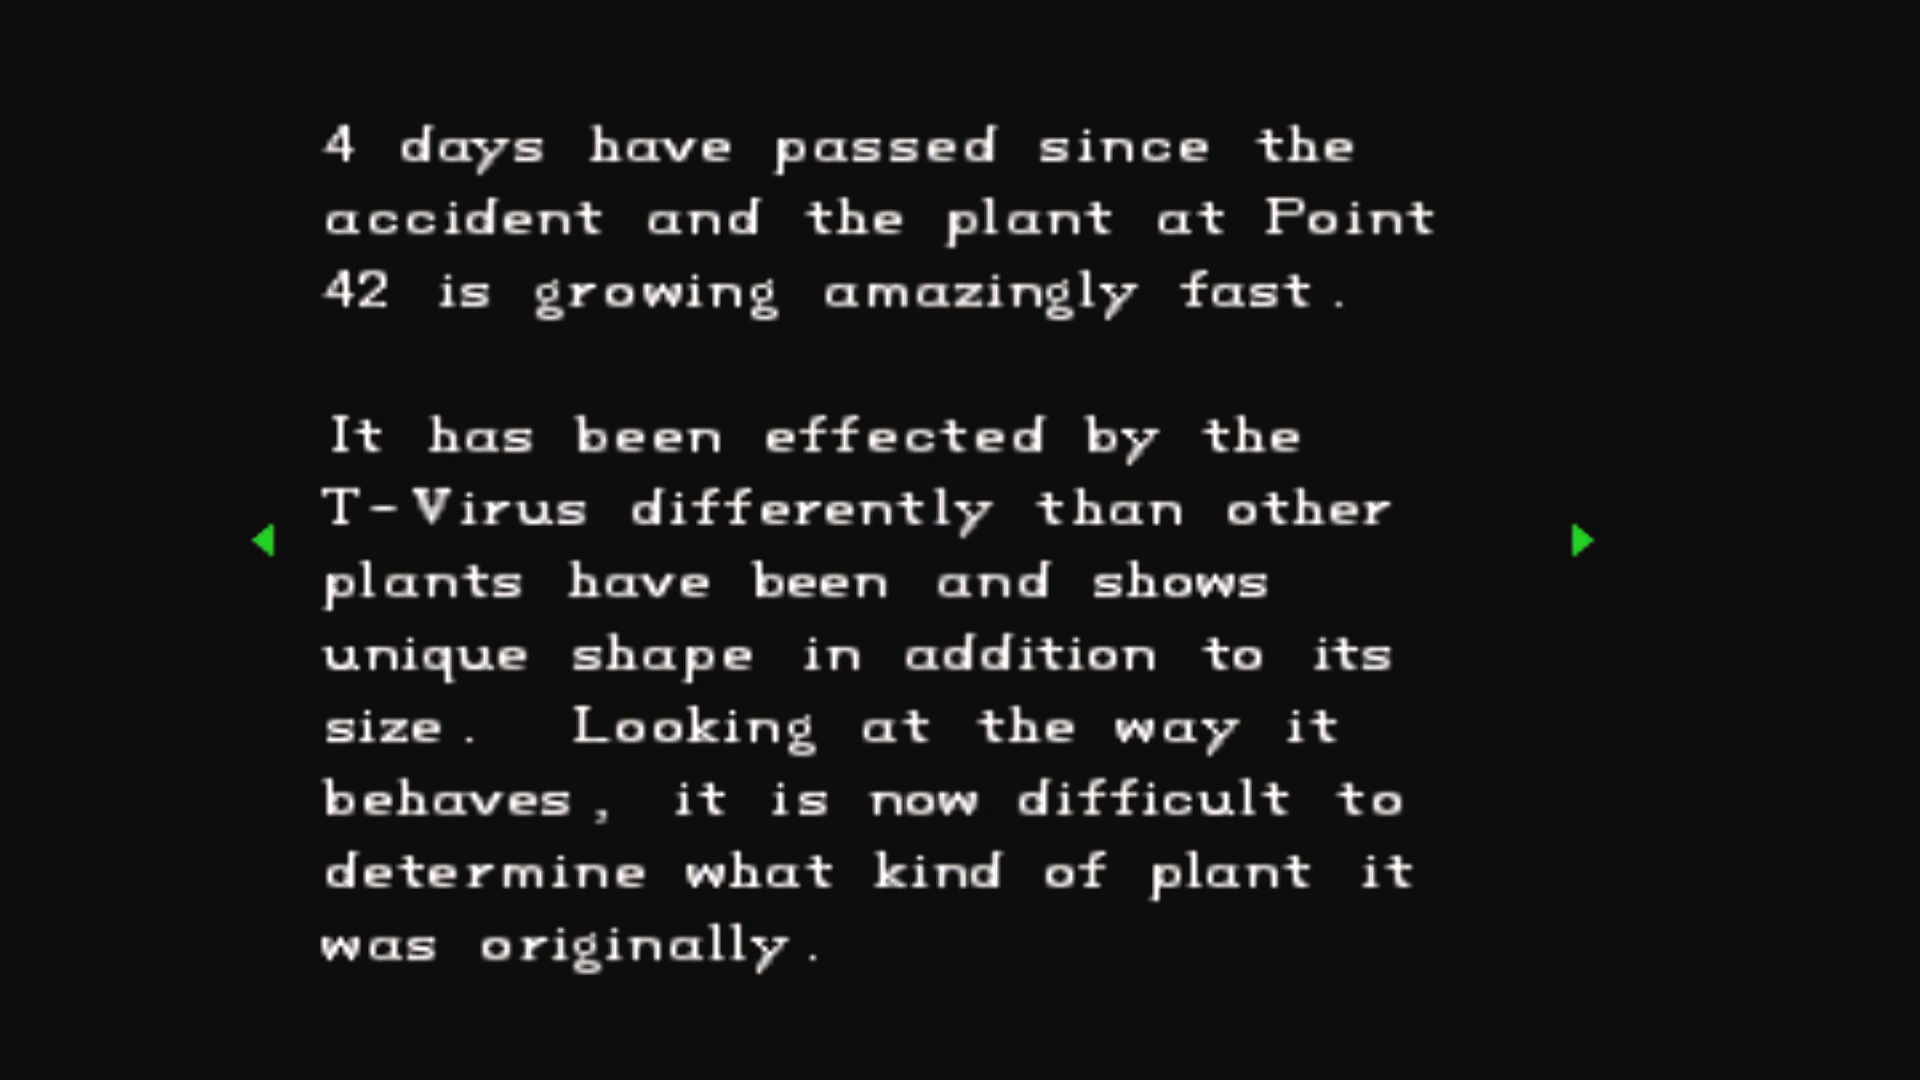 4 days have passed since the
accident and the plant at Point
42 is growing amazingly fast.
It has been effected by the
T-Virus differently than other
plants have been and shows
unique shape in addition to its
size.  Looking at the way it
behaves, it is now difficult to
determine what kind of plant it
was originally.